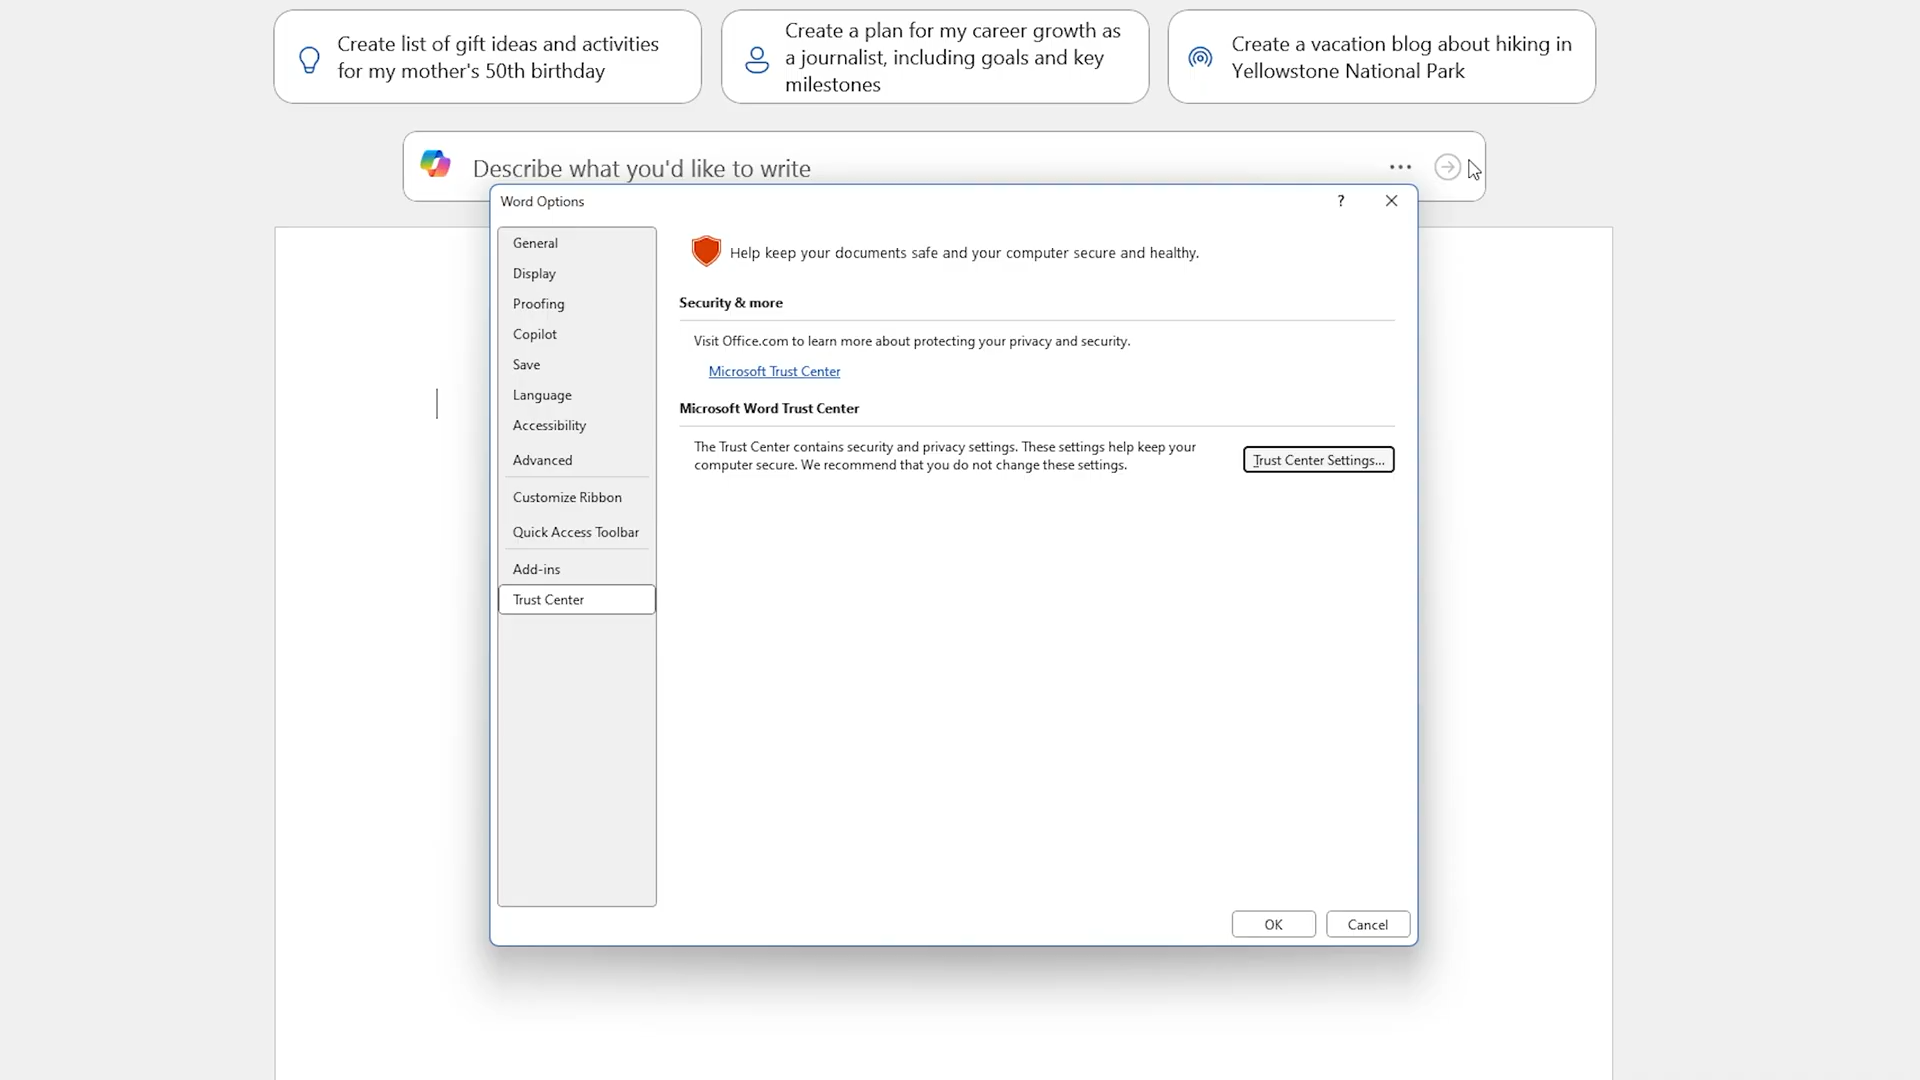 Create list of gift ideas and activities
for my mother's 50th birthday
Create a plan for my career growth as
a journalist, including goals and key
milestones
Create a vacation blog about hiking in
Yellowstone National Park
Describe what you'd like to write
Word Options
?
General
Display
Proofing
Copilot
Save
Language
Accessibility
Advanced
Customize Ribbon
Quick Access Toolbar
Add-ins
Trust Center
Help keep your documents safe and your computer secure and healthy.
Security & more
Visit Office.com to learn more about protecting your privacy and security.
Microsoft Trust Center
Microsoft Word Trust Center
The Trust Center contains security and privacy settings. These settings help keep your
computer secure. We recommend that you do not change these settings.
Trust Center Settings...
OK
Cancel